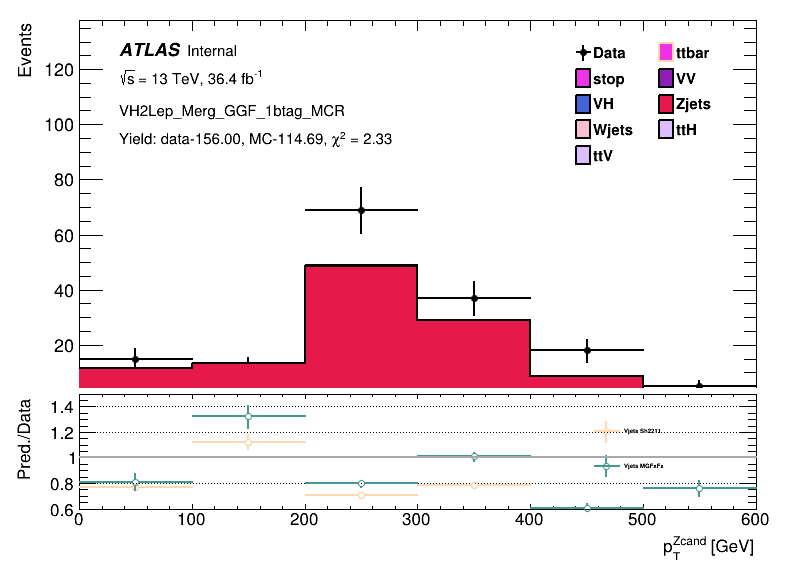 Events
ATLAS Internal
√s = 13 TeV, 36.4 fb⁻¹
VH2Lep_Merg_GGF_1btag_MCR
Yield: data-156.00, MC-114.69, χ² = 2.33
Data
ttbar
stop
VV
VH
Zjets
Wjets
ttH
ttV
120
100
80
60
40
20
Pred./Data
1.4
1.2
1
0.8
0.6
Vjets Sh2211
Vjets MGFxFx
0 100 200 300 400 500 600
p_T^Zcand [GeV]